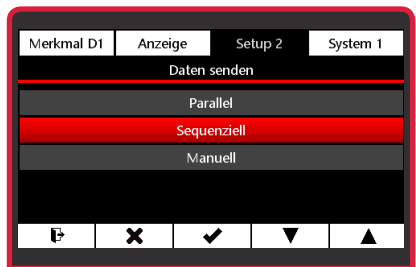 Merkmal D1 Anzeige Setup 2 System 1
Daten senden
Parallel
Sequenziell
Manuell